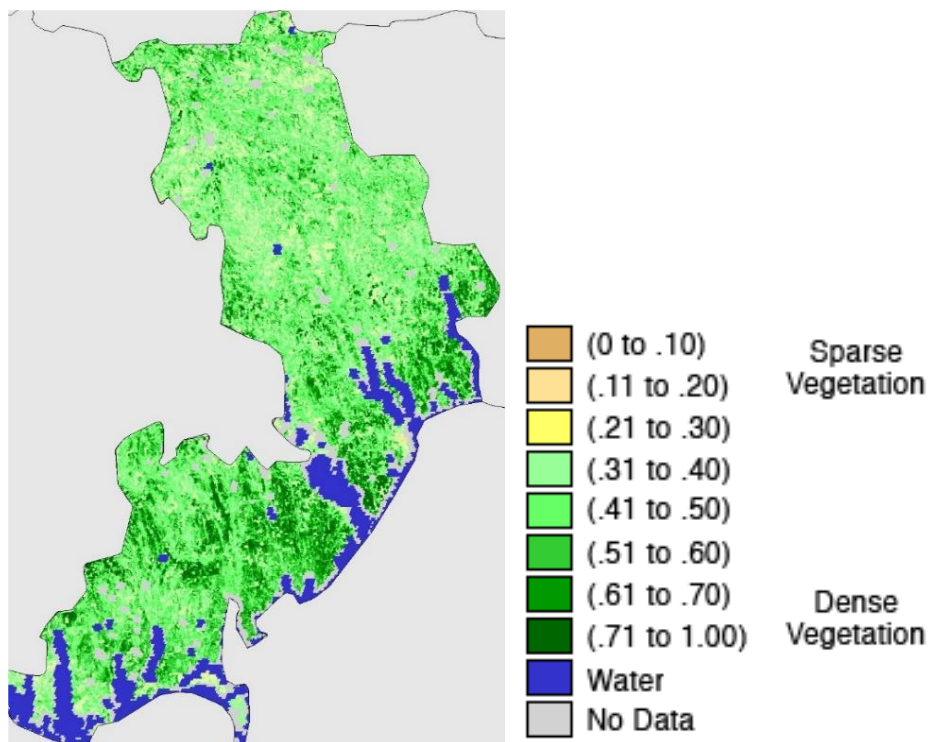 (0 to .10)
Sparse
Vegetation
(.11 to .20)
(.21 to .30)
(.31 to .40)
(.41 to .50)
(.51 to .60)
(.61 to .70)
Dense
Vegetation
(.71 to 1.00)
Water
No Data